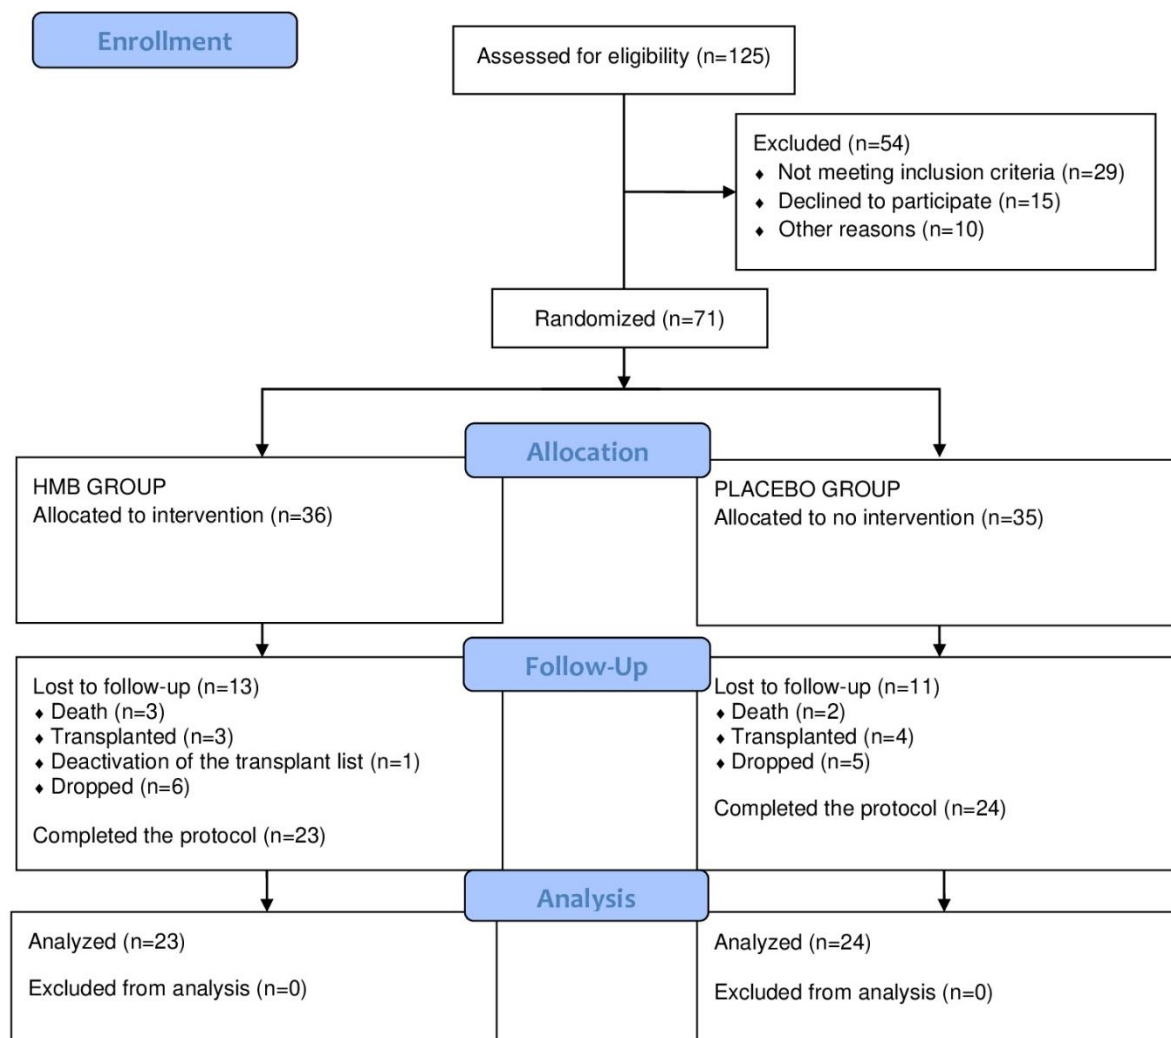 Enrollment
Assessed for eligibility (n=125)
Excluded (n=54)
♦ Not meeting inclusion criteria (n=29)
♦ Declined to participate (n=15)
♦ Other reasons (n=10)
Randomized (n=71)
Allocation
HMB GROUP
Allocated to intervention (n=36)
PLACEBO GROUP
Allocated to no intervention (n=35)
Follow-Up
Lost to follow-up (n=13)
♦ Death (n=3)
♦ Transplanted (n=3)
♦ Deactivation of the transplant list (n=1)
♦ Dropped (n=6)
Completed the protocol (n=23)
Lost to follow-up (n=11)
♦ Death (n=2)
♦ Transplanted (n=4)
♦ Dropped (n=5)
Completed the protocol (n=24)
Analysis
Analyzed (n=23)
Excluded from analysis (n=0)
Analyzed (n=24)
Excluded from analysis (n=0)